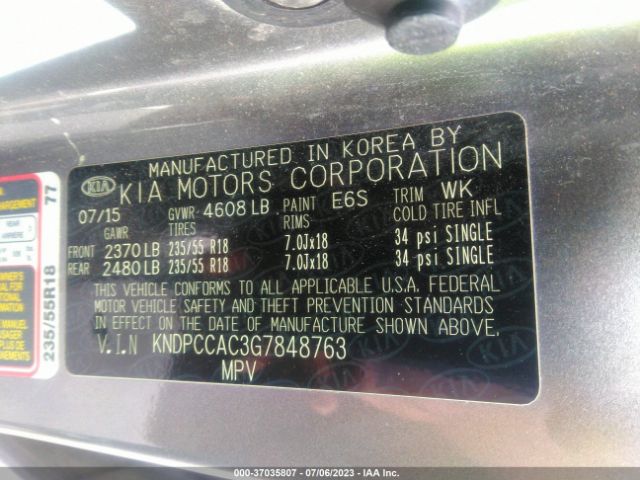 MANUFACTURED IN KOREA BY
KIA KIA MOTORS CORPORATION
07/15 GVWR 4608 LB PAINT E6S TRIM WK
GAWR TIRES RIMS COLD TIRE INFL
FRONT 2370 LB 235/55 R18 7.0Jx18 34 psi SINGLE
REAR 2480 LB 235/55 R18 7.0Jx18 34 psi SINGLE
THIS VEHICLE CONFORMS TO ALL APPLICABLE U.S.A. FEDERAL
MOTOR VEHICLE SAFETY AND THEFT PREVENTION STANDARDS
IN EFFECT ON THE DATE OF MANUFACTURE SHOWN ABOVE.
V.I.N KNDPCCAC3G7848763
MPV
77
235/55R18
000-37035807 / 07/06/2023 / IAA Inc.